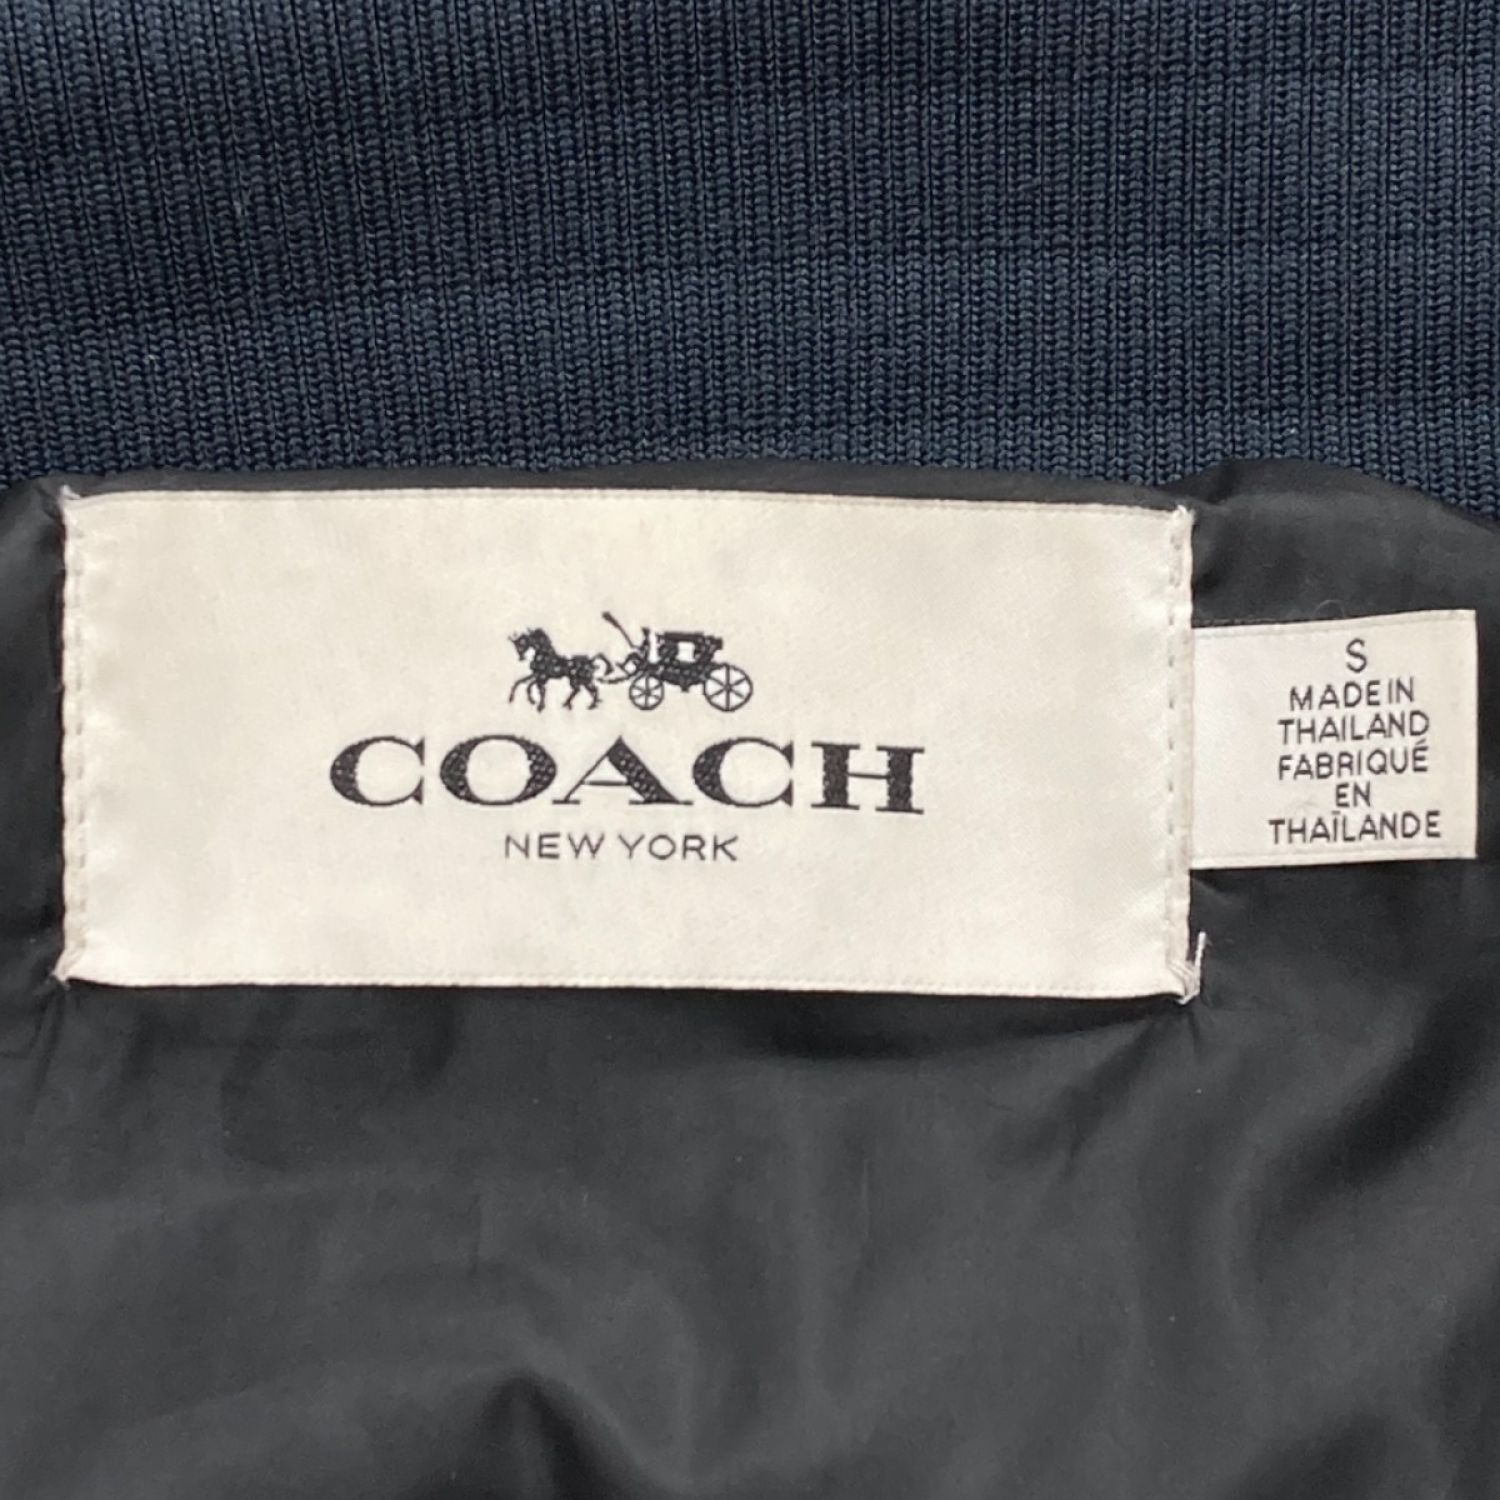 COACH
NEW YORK
S
MADE IN
THAILAND
FABRIQUÉ
EN
THAÏLANDE